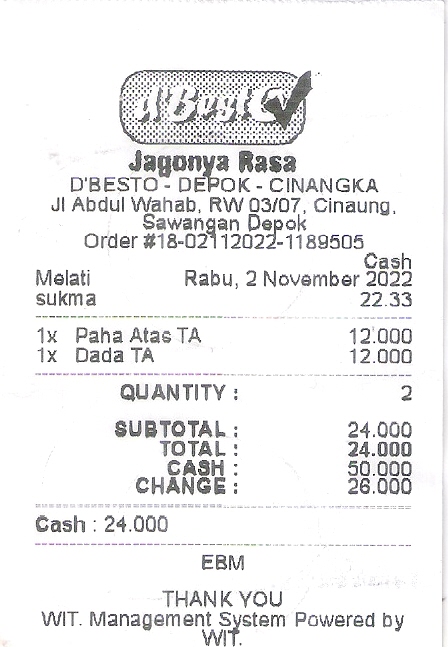 d'BestO
Jagonya Rasa
D'BESTO - DEPOK - CINANGKA
Jl Abdul Wahab, RW 03/07, Cinaung,
Sawangan Depok
Order #18-02112022-1189505
Cash
Melati Rabu, 2 November 2022
sukma 22.33
1x Paha Atas TA 12.000
1x Dada TA 12.000
QUANTITY : 2
SUBTOTAL : 24.000
TOTAL : 24.000
CASH : 50.000
CHANGE : 26.000
Cash : 24.000
EBM
THANK YOU
WIT. Management System Powered by
WIT.